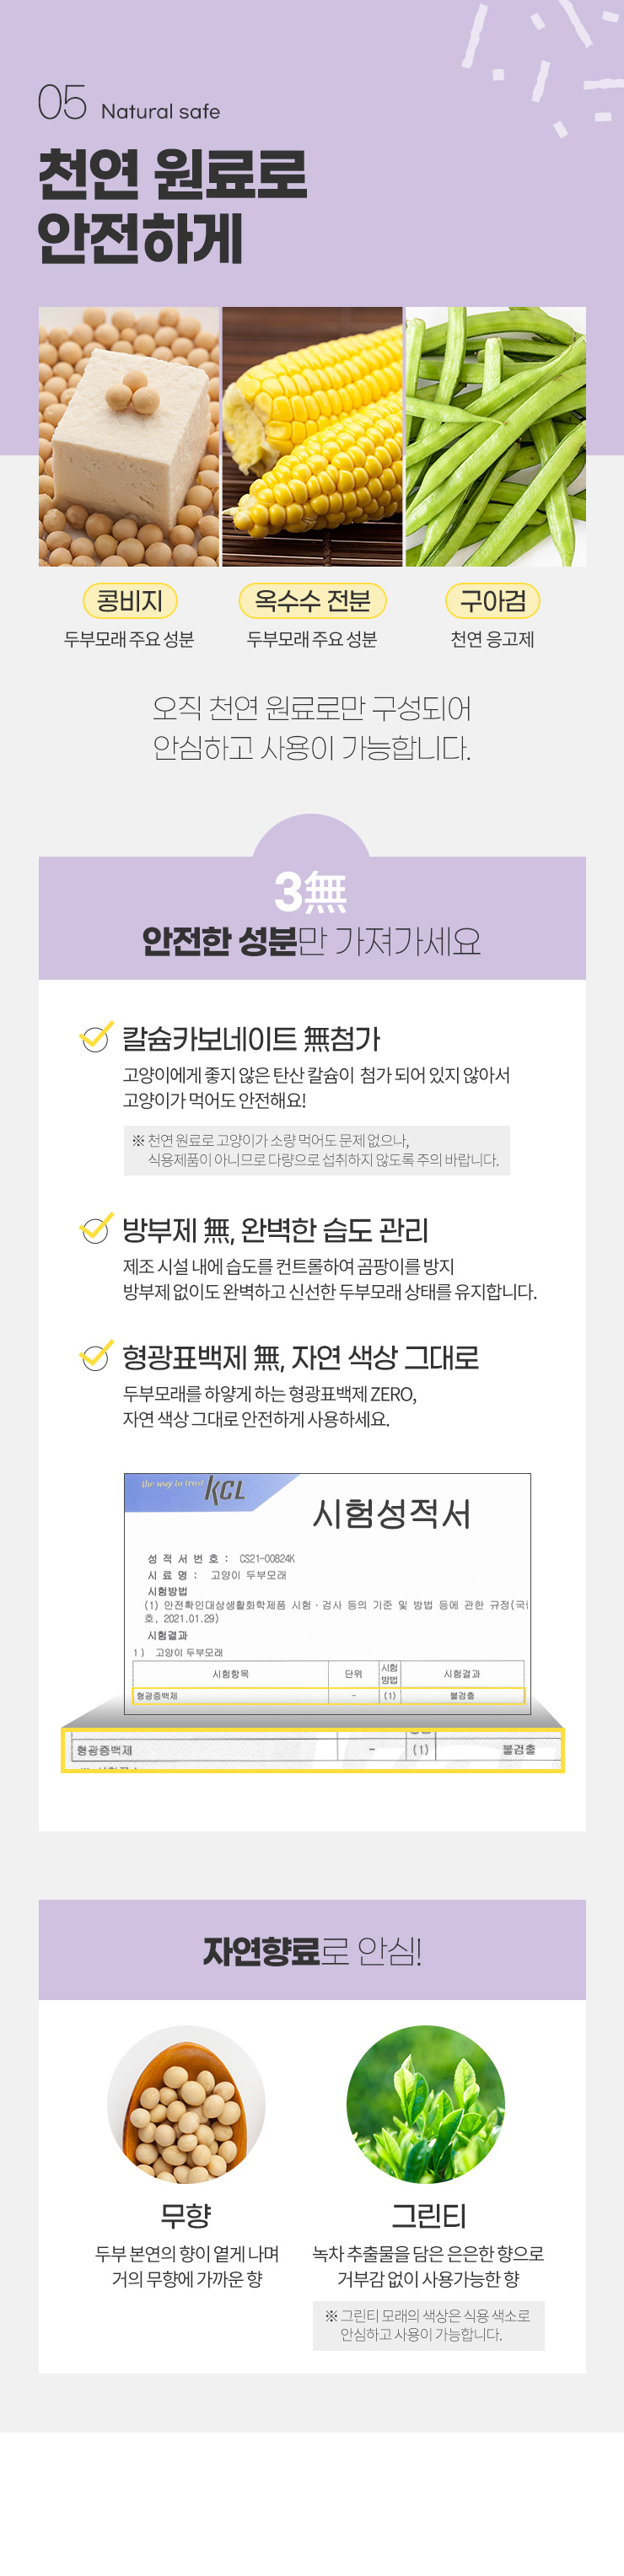 05 Natural safe
천연 원료로
안전하게
콩비지
두부모래 주요 성분
옥수수 전분
두부모래 주요 성분
구아검
천연 응고제
오직 천연 원료로만 구성되어
안심하고 사용이 가능합니다.
3無
안전한 성분만 가져가세요
칼슘카보네이트 無첨가
고양이에게 좋지 않은 탄산 칼슘이 첨가 되어 있지 않아서
고양이가 먹어도 안전해요!
※ 천연 원료로 고양이가 소량 먹어도 문제 없으나,
식용제품이 아니므로 다량으로 섭취하지 않도록 주의 바랍니다.
방부제 無, 완벽한 습도 관리
제조 시설 내에 습도를 컨트롤하여 곰팡이를 방지
방부제 없이도 완벽하고 신선한 두부모래 상태를 유지합니다.
형광표백제 無, 자연 색상 그대로
두부모래를 하얗게 하는 형광표백제 ZERO,
자연 색상 그대로 안전하게 사용하세요.
the way to trust KCL
시험성적서
성 적 서 번 호 : CS21-00824K
시 료 명 : 고양이 두부모래
시험방법
(1) 안전확인대상생활화학제품 시험·검사 등의 기준 및 방법 등에 관한 규정(국
호, 2021.01.29)
시험결과
1) 고양이 두부모래
시험항목 단위 시험방법 시험결과
형광증백제 - (1) 불검출
형광증백제 - (1) 불검출
자연향료로 안심!
무향
두부 본연의 향이 옅게 나며
거의 무향에 가까운 향
그린티
녹차 추출물을 담은 은은한 향으로
거부감 없이 사용가능한 향
※ 그린티 모래의 색상은 식용 색소로
안심하고 사용이 가능합니다.